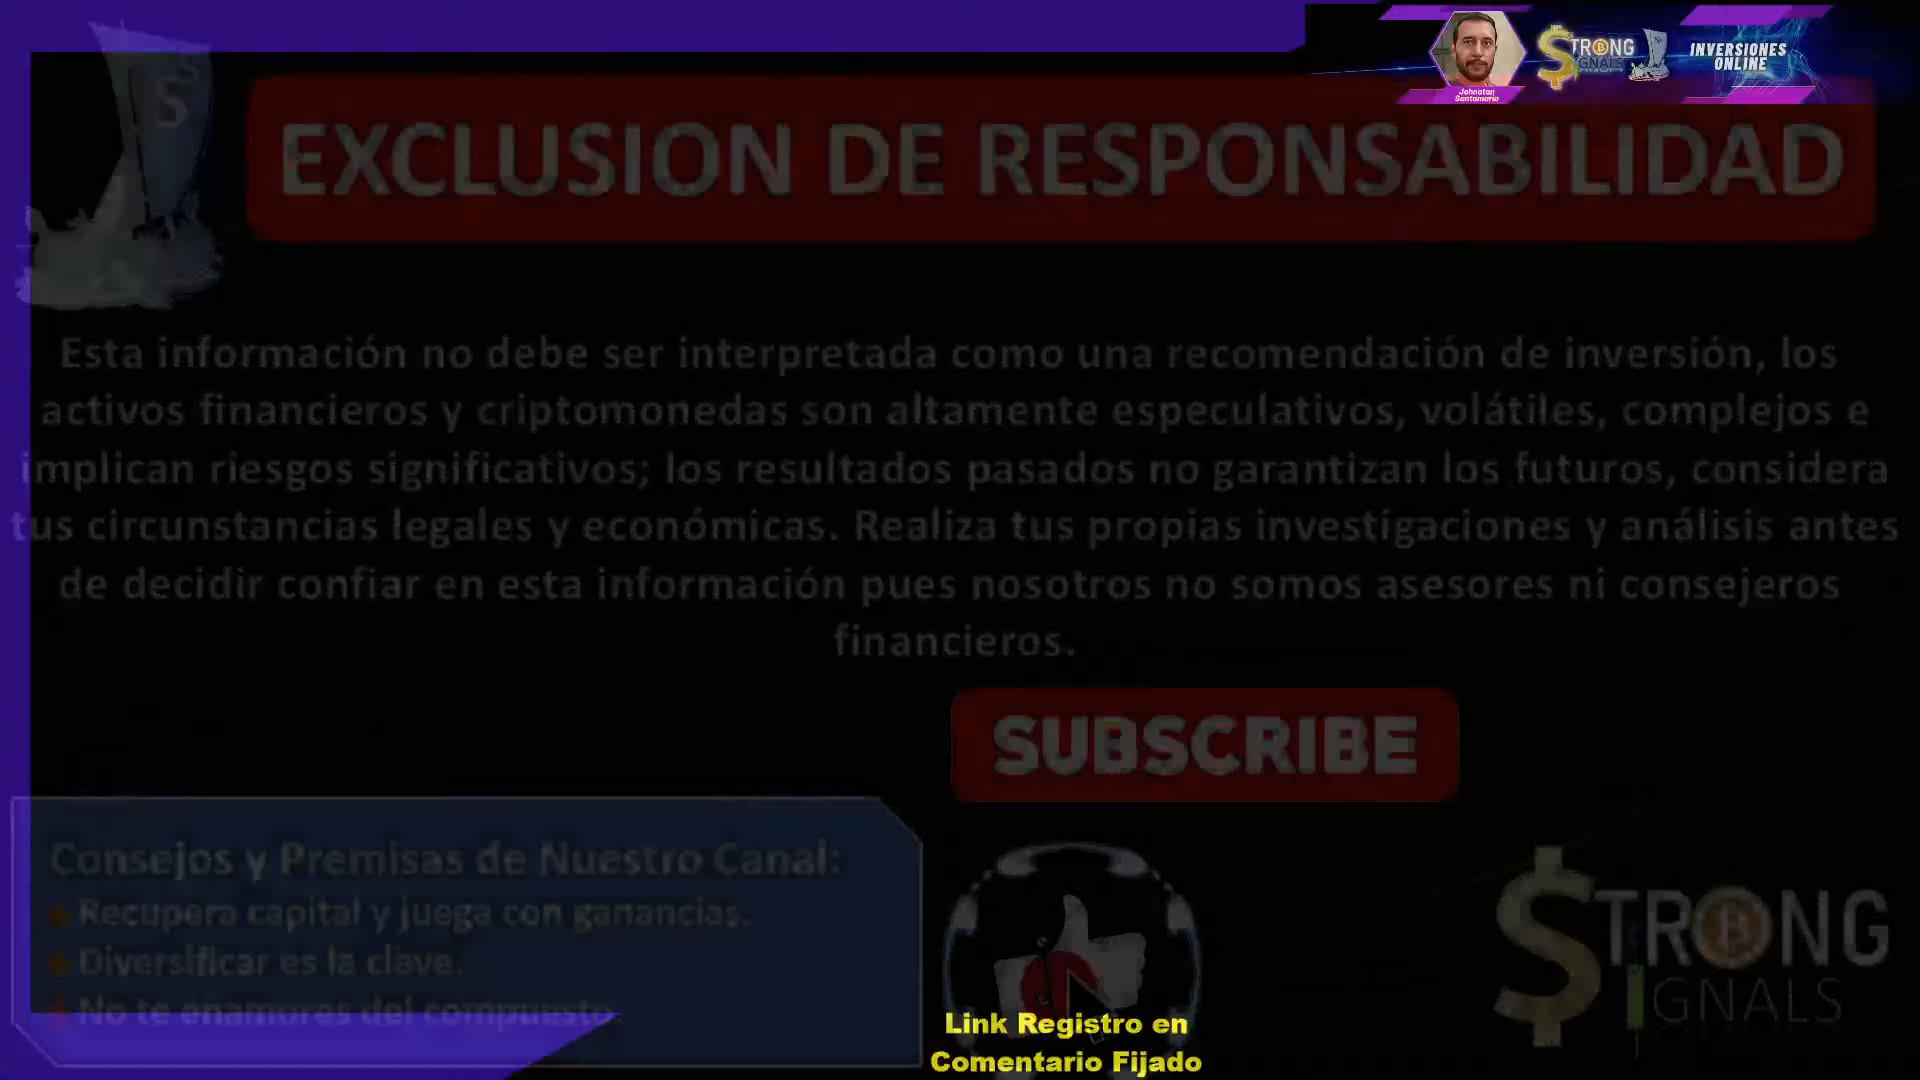 Johnatan
Santamaria
$TRONG
SIGNALS
INVERSIONES
ONLINE
S
EXCLUSION DE RESPONSABILIDAD
Esta información no debe ser interpretada como una recomendación de inversión, los
activos financieros y criptomonedas son altamente especulativos, volátiles, complejos e
implican riesgos significativos; los resultados pasados no garantizan los futuros, considera
tus circunstancias legales y económicas. Realiza tus propias investigaciones y análisis antes
de decidir confiar en esta información pues nosotros no somos asesores ni consejeros
financieros.
SUBSCRIBE
Consejos y Premisas de Nuestro Canal:
Recupera capital y juega con ganancias.
Diversificar es la clave.
No te enamores del compuesto.
Link Registro en
Comentario Fijado
$TRONG
SIGNALS